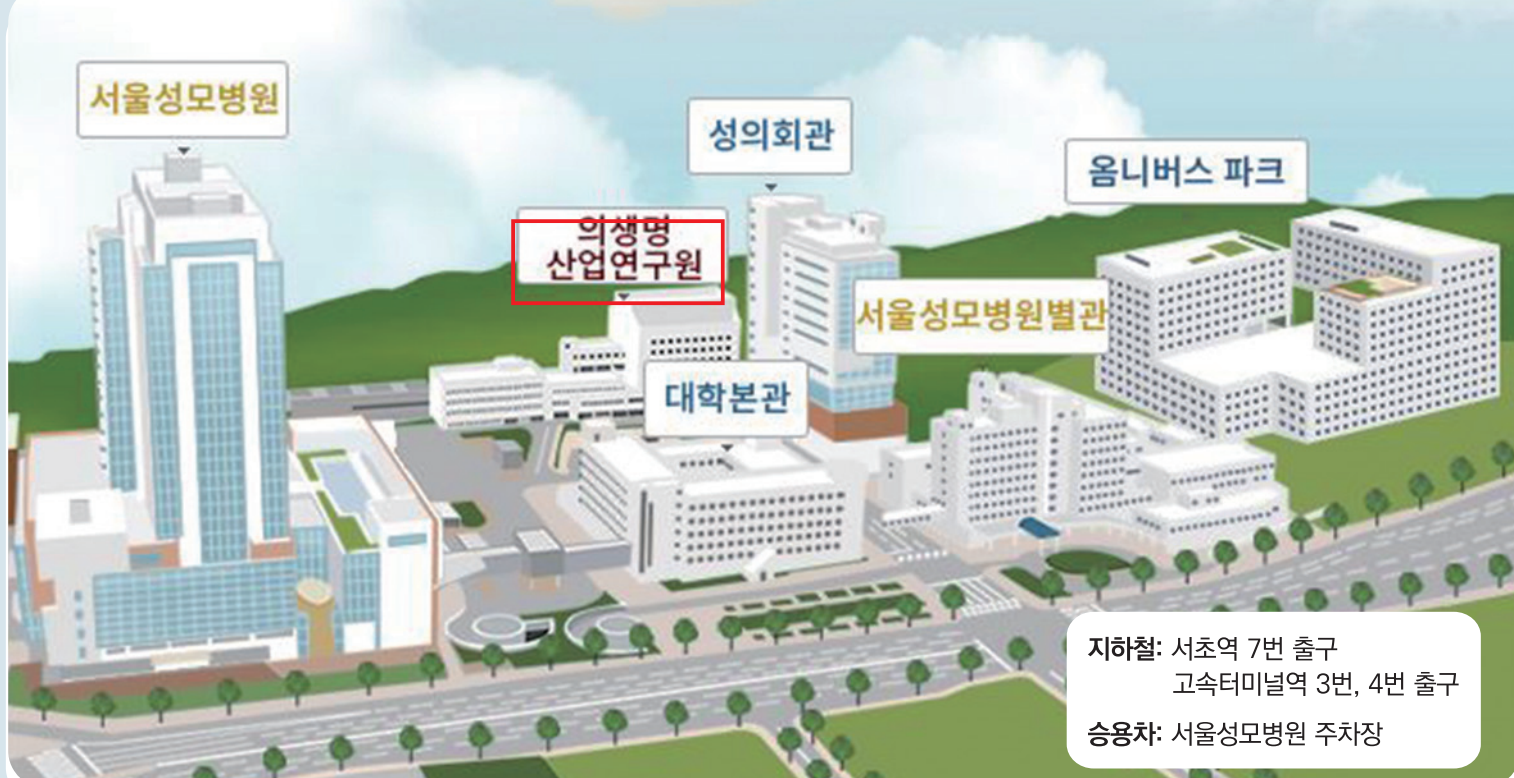 서울성모병원
성의회관
옴니버스 파크
의생명
산업연구원
서울성모병원별관
대학본관
지하철: 서초역 7번 출구
고속터미널역 3번, 4번 출구
승용차: 서울성모병원 주차장